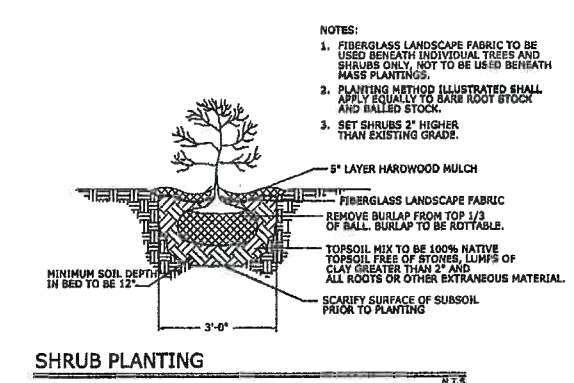 NOTES:
1. FIBERGLASS LANDSCAPE FABRIC TO BE
USED BENEATH INDIVIDUAL TREES AND
SHRUBS ONLY, NOT TO BE USED BENEATH
MASS PLANTINGS.
2. PLANTING METHOD ILLUSTRATED SHALL
APPLY EQUALLY TO BARE ROOT STOCK
AND BALLED STOCK.
3. SET SHRUBS 2" HIGHER
THAN EXISTING GRADE.
5" LAYER HARDWOOD MULCH
FIBERGLASS LANDSCAPE FABRIC
REMOVE BURLAP FROM TOP 1/3
OF BALL. BURLAP TO BE ROTTABLE.
TOPSOIL MIX TO BE 100% NATIVE
TOPSOIL FREE OF STONES, LUMPS OF
CLAY GREATER THAN 2" AND
ALL ROOTS OR OTHER EXTRANEOUS MATERIAL.
MINIMUM SOIL DEPTH
IN BED TO BE 12"
SCARIFY SURFACE OF SUBSOIL
PRIOR TO PLANTING
3'-0"
SHRUB PLANTING
N.T.S.